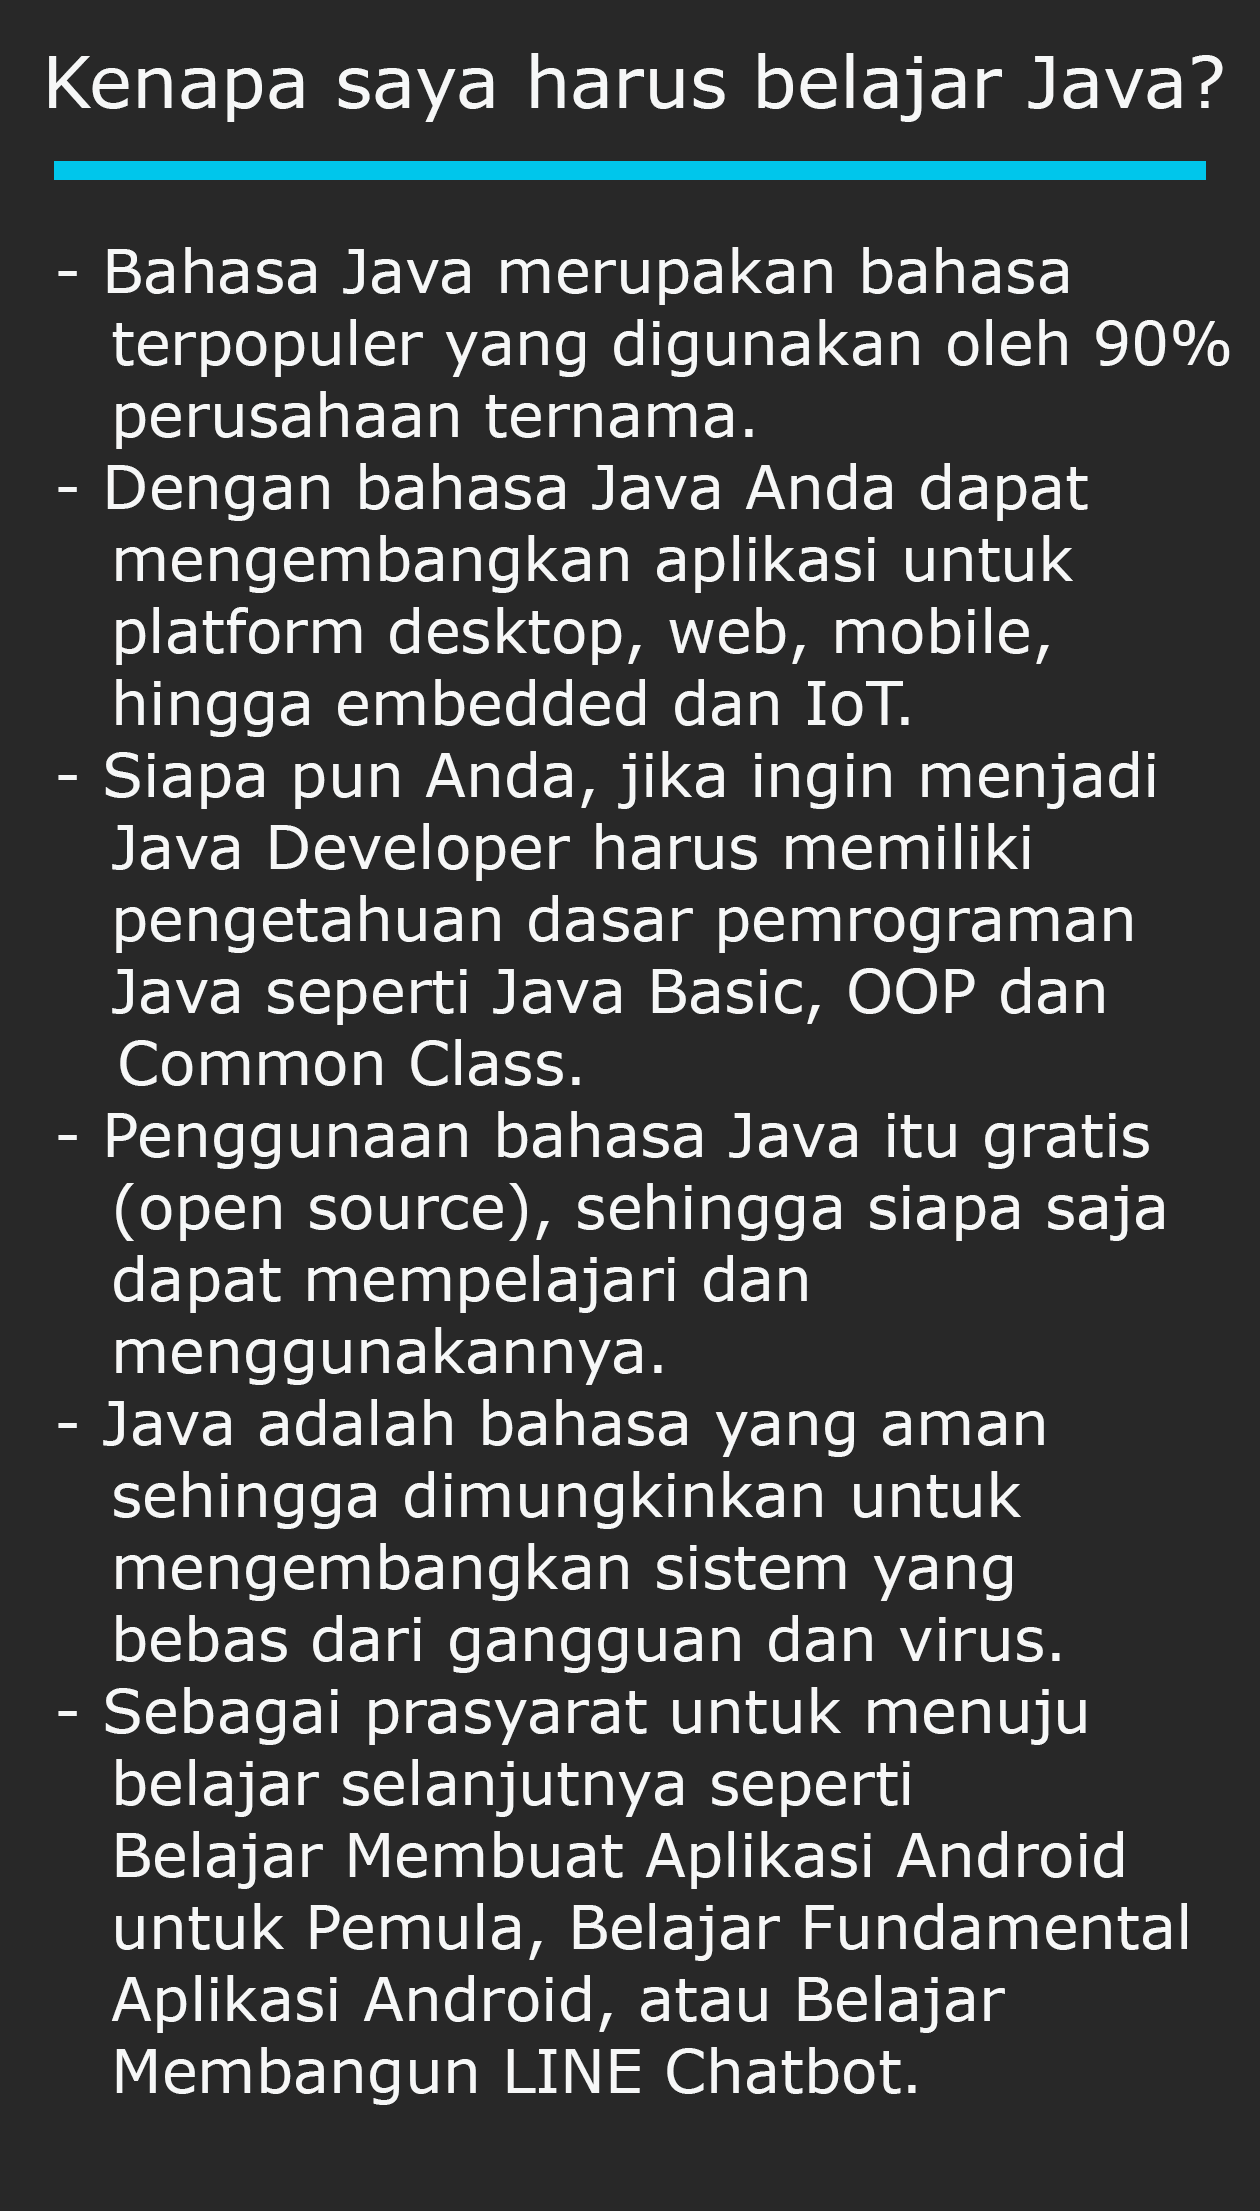 Kenapa saya harus belajar Java?
- Bahasa Java merupakan bahasa
terpopuler yang digunakan oleh 90%
perusahaan ternama.
- Dengan bahasa Java Anda dapat
mengembangkan aplikasi untuk
platform desktop, web, mobile,
hingga embedded dan IoT.
- Siapa pun Anda, jika ingin menjadi
Java Developer harus memiliki
pengetahuan dasar pemrograman
Java seperti Java Basic, OOP dan
Common Class.
- Penggunaan bahasa Java itu gratis
(open source), sehingga siapa saja
dapat mempelajari dan
menggunakannya.
- Java adalah bahasa yang aman
sehingga dimungkinkan untuk
mengembangkan sistem yang
bebas dari gangguan dan virus.
- Sebagai prasyarat untuk menuju
belajar selanjutnya seperti
Belajar Membuat Aplikasi Android
untuk Pemula, Belajar Fundamental
Aplikasi Android, atau Belajar
Membangun LINE Chatbot.